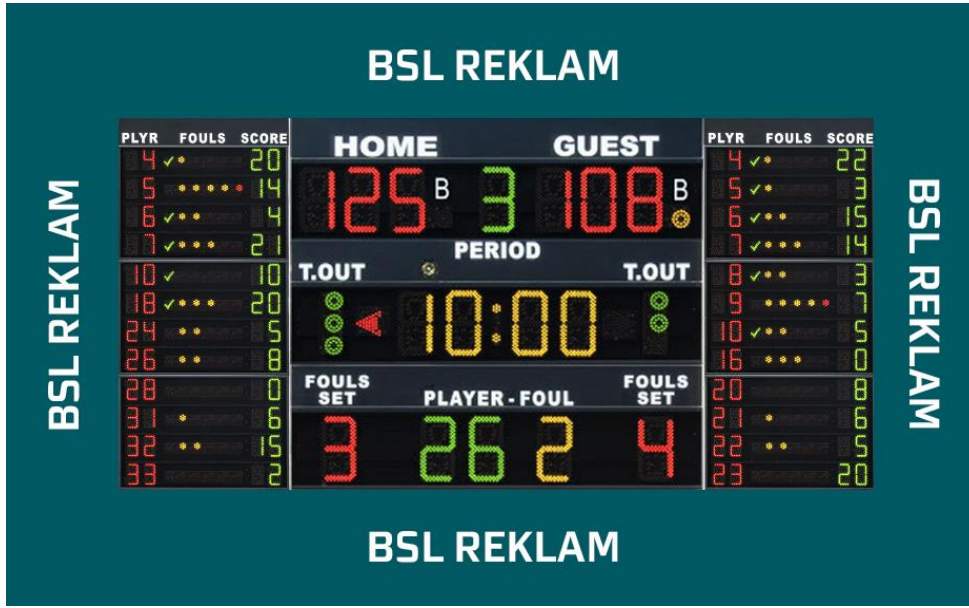 BSL REKLAM
BSL REKLAM
BSL REKLAM
PLYR FOULS SCORE
4 20
5 14
6 4
7 21
10 10
18 20
24 5
26 8
28 0
31 6
32 15
33 2
HOME GUEST
125 B 3 108 B
PERIOD
T.OUT T.OUT
10:00
FOULS SET PLAYER - FOUL FOULS SET
3 26 2 4
PLYR FOULS SCORE
4 22
5 3
6 15
7 14
8 3
9 7
10 5
16 0
20 8
21 6
22 5
23 20
BSL REKLAM